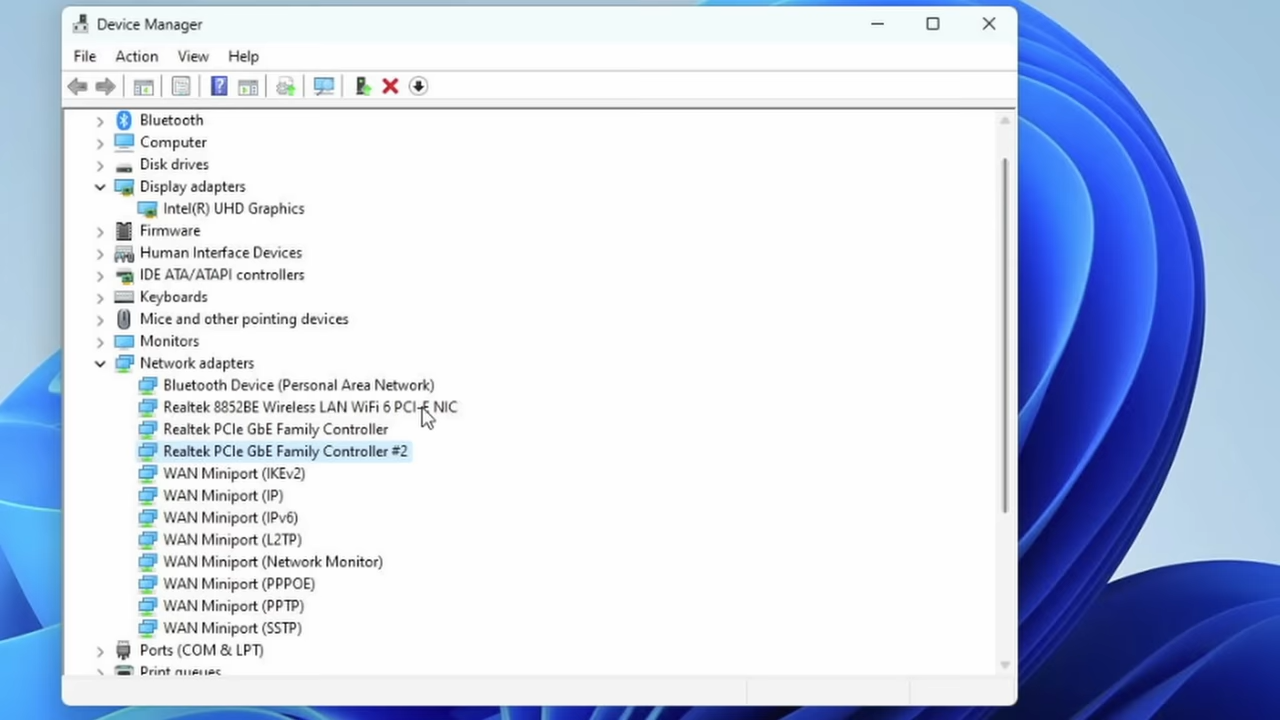 Device Manager
File Action View Help
Bluetooth
Computer
Disk drives
Display adapters
Intel(R) UHD Graphics
Firmware
Human Interface Devices
IDE ATA/ATAPI controllers
Keyboards
Mice and other pointing devices
Monitors
Network adapters
Bluetooth Device (Personal Area Network)
Realtek 8852BE Wireless LAN WiFi 6 PCI-E NIC
Realtek PCIe GbE Family Controller
Realtek PCIe GbE Family Controller #2
WAN Miniport (IKEv2)
WAN Miniport (IP)
WAN Miniport (IPv6)
WAN Miniport (L2TP)
WAN Miniport (Network Monitor)
WAN Miniport (PPPOE)
WAN Miniport (PPTP)
WAN Miniport (SSTP)
Ports (COM & LPT)
Print queues